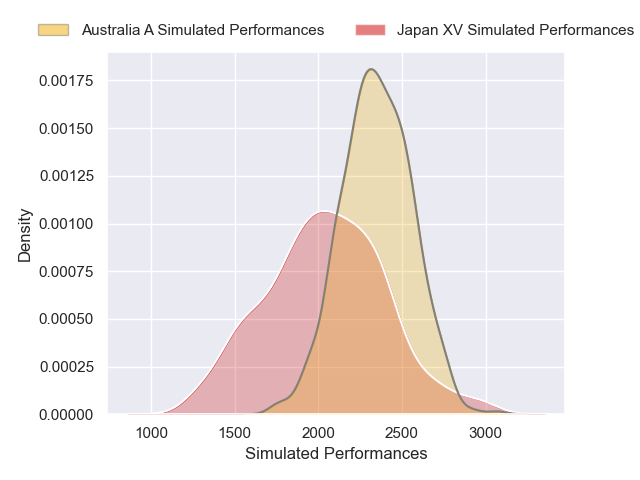 Australia A Simulated Performances
Japan XV Simulated Performances
0.00175
0.00150
0.00125
0.00100
0.00075
0.00050
0.00025
0.00000
Density
1000 1500 2000 2500 3000
Simulated Performances